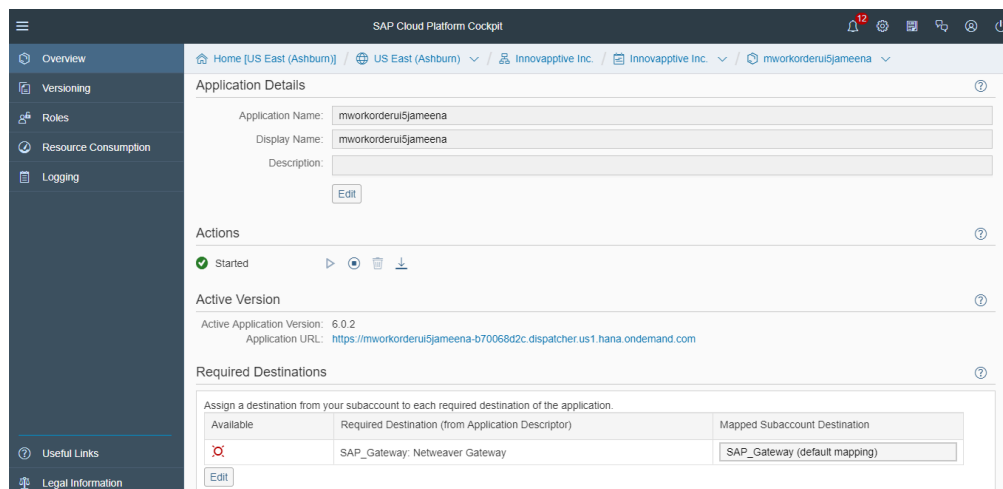 SAP Cloud Platform Cockpit
12
Overview
Versioning
Roles
Resource Consumption
Logging
Useful Links
Legal Information
Home [US East (Ashburn)] / US East (Ashburn) / Innovapptive Inc. / Innovapptive Inc. / mworkorderui5jameena
Application Details
Application Name: mworkorderui5jameena
Display Name: mworkorderui5jameena
Description:
Edit
Actions
Started
Active Version
Active Application Version: 6.0.2
Application URL: https://mworkorderui5jameena-b70068d2c.dispatcher.us1.hana.ondemand.com
Required Destinations
Assign a destination from your subaccount to each required destination of the application.
Available Required Destination (from Application Descriptor) Mapped Subaccount Destination
SAP_Gateway: Netweaver Gateway SAP_Gateway (default mapping)
Edit